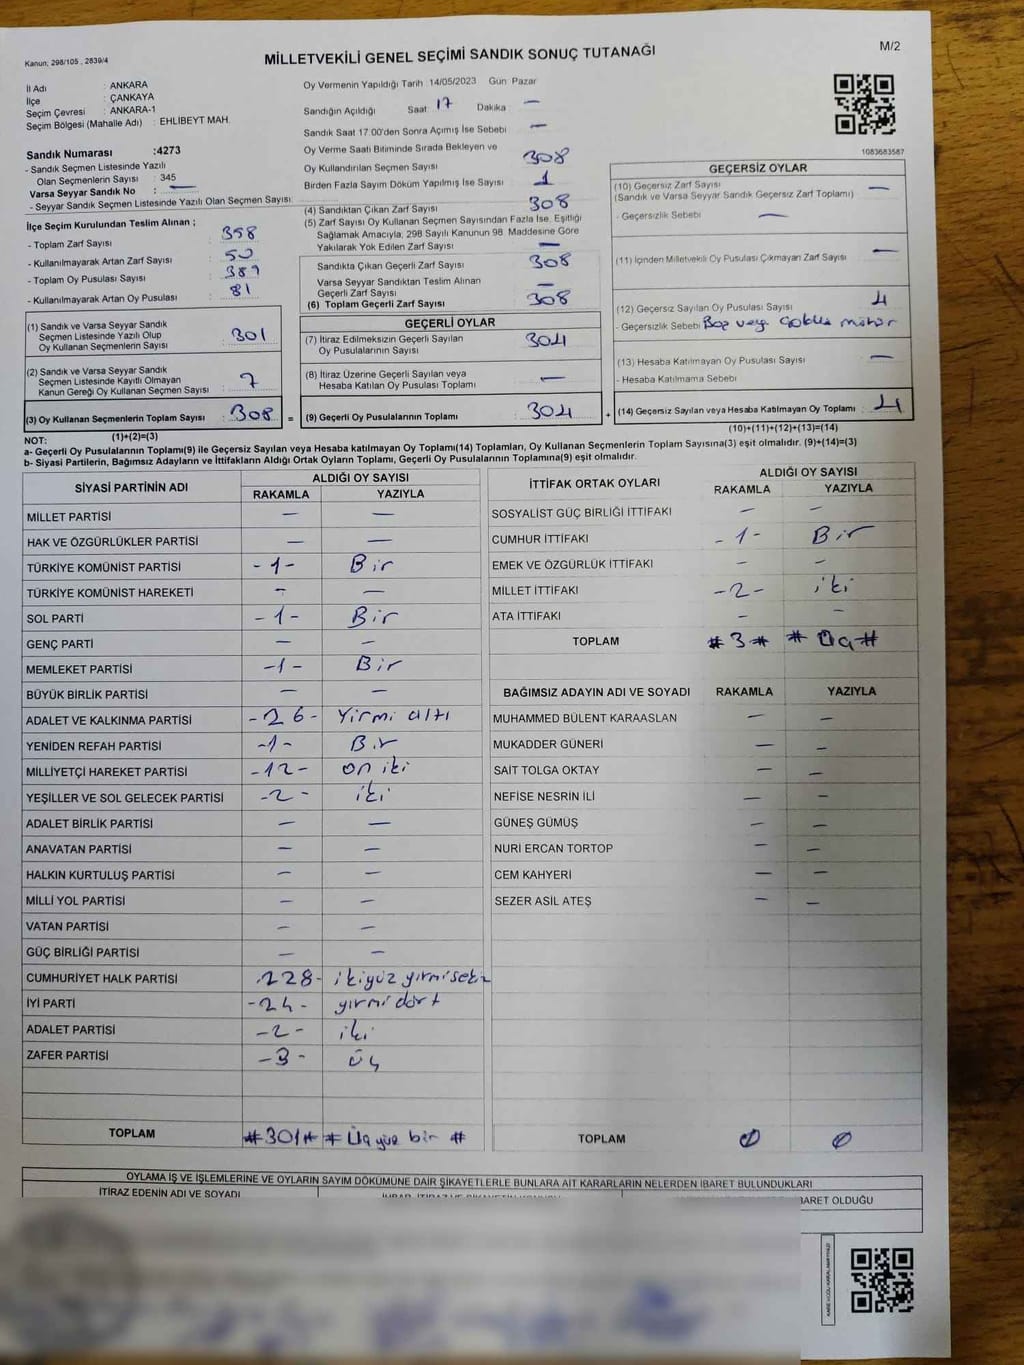 Kanun; 298/105 , 2839/4
MİLLETVEKİLİ GENEL SEÇİMİ SANDIK SONUÇ TUTANAĞI
M/2
İl Adı : ANKARA
İlçe : ÇANKAYA
Seçim Çevresi : ANKARA-1
Seçim Bölgesi (Mahalle Adı) : EHLİBEYT MAH.
Sandık Numarası :4273
- Sandık Seçmen Listesinde Yazılı
Olan Seçmenlerin Sayısı : 345
Varsa Seyyar Sandık No : —
- Seyyar Sandık Seçmen Listesinde Yazılı Olan Seçmen Sayısı:
İlçe Seçim Kurulundan Teslim Alınan ;
- Toplam Zarf Sayısı : 358
- Kullanılmayarak Artan Zarf Sayısı : 50
- Toplam Oy Pusulası Sayısı : 389
- Kullanılmayarak Artan Oy Pusulası : 81
(1) Sandık ve Varsa Seyyar Sandık
Seçmen Listesinde Yazılı Olup
Oy Kullanan Seçmenlerin Sayısı : 301
(2) Sandık ve Varsa Seyyar Sandık
Seçmen Listesinde Kayıtlı Olmayan
Kanun Gereği Oy Kullanan Seçmen Sayısı : 7
(3) Oy Kullanan Seçmenlerin Toplam Sayısı : 308 =
Oy Vermenin Yapıldığı Tarih 14/05/2023 Gün Pazar
Sandığın Açıldığı Saat: 17 Dakika : —
Sandık Saat 17.00'den Sonra Açımış İse Sebebi —
Oy Verme Saati Bitiminde Sırada Bekleyen ve
Oy Kullandırılan Seçmen Sayısı : 308
Birden Fazla Sayım Döküm Yapılmış İse Sayısı : 1
(4) Sandıktan Çıkan Zarf Sayısı : 308
(5) Zarf Sayısı Oy Kullanan Seçmen Sayısından Fazla İse, Eşitliği
Sağlamak Amacıyla; 298 Sayılı Kanunun 98. Maddesine Göre
Yakılarak Yok Edilen Zarf Sayısı : —
Sandıkta Çıkan Geçerli Zarf Sayısı : 308
Varsa Seyyar Sandıktan Teslim Alınan
Geçerli Zarf Sayısı : —
(6) Toplam Geçerli Zarf Sayısı : 308
GEÇERLİ OYLAR
(7) İtiraz Edilmeksizin Geçerli Sayılan
Oy Pusulalarının Sayısı : 304
(8) İtiraz Üzerine Geçerli Sayılan veya
Hesaba Katılan Oy Pusulası Toplamı : —
(9) Geçerli Oy Pusulalarının Toplamı : 304 +
1083683587
GEÇERSİZ OYLAR
(10) Geçersiz Zarf Sayısı : —
(Sandık ve Varsa Seyyar Sandık Geçersiz Zarf Toplamı)
- Geçersizlik Sebebi —
(11) İçinden Milletvekili Oy Pusulası Çıkmayan Zarf Sayısı : —
(12) Geçersiz Sayılan Oy Pusulası Sayısı : 4
- Geçersizlik Sebebi Boş veya Çoklu mühür
(13) Hesaba Katılmayan Oy Pusulası Sayısı : —
- Hesaba Katılmama Sebebi
(14) Geçersiz Sayılan veya Hesaba Katılmayan Oy Toplamı : 4
NOT: (1)+(2)=(3) (10)+(11)+(12)+(13)=(14)
a- Geçerli Oy Pusulasının Toplamı(9) ile Geçersiz Sayılan veya Hesaba katılmayan Oy Toplamı(14) Toplamları, Oy Kullanan Seçmenlerin Toplam Sayısına(3) eşit olmalıdır. (9)+(14)=(3)
b- Siyasi Partilerin, Bağımsız Adayların ve İttifakların Aldığı Ortak Oyların Toplamı, Geçerli Oy Pusulalarının Toplamına(9) eşit olmalıdır.
SİYASİ PARTİNİN ADI ALDIĞI OY SAYISI
RAKAMLA YAZIYLA
MİLLET PARTİSİ — —
HAK VE ÖZGÜRLÜKLER PARTİSİ — —
TÜRKİYE KOMÜNİST PARTİSİ -1- Bir
TÜRKİYE KOMÜNİST HAREKETİ — —
SOL PARTİ -1- Bir
GENÇ PARTİ — —
MEMLEKET PARTİSİ -1- Bir
BÜYÜK BİRLİK PARTİSİ — —
ADALET VE KALKINMA PARTİSİ -26- Yirmi altı
YENİDEN REFAH PARTİSİ -1- Bir
MİLLİYETÇİ HAREKET PARTİSİ -12- on iki
YEŞİLLER VE SOL GELECEK PARTİSİ -2- iki
ADALET BİRLİK PARTİSİ — —
ANAVATAN PARTİSİ — —
HALKIN KURTULUŞ PARTİSİ — —
MİLLİ YOL PARTİSİ — —
VATAN PARTİSİ — —
GÜÇ BİRLİĞİ PARTİSİ — —
CUMHURİYET HALK PARTİSİ -228- ikiyüz yirmisekiz
İYİ PARTİ -24- yirmi dört
ADALET PARTİSİ -2- iki
ZAFER PARTİSİ -3- üç
TOPLAM #301# # Üçyüz bir #
İTTİFAK ORTAK OYLARI ALDIĞI OY SAYISI
RAKAMLA YAZIYLA
SOSYALİST GÜÇ BİRLİĞİ İTTİFAKI — —
CUMHUR İTTİFAKI -1- Bir
EMEK VE ÖZGÜRLÜK İTTİFAKI — —
MİLLET İTTİFAKI -2- iki
ATA İTTİFAKI — —
TOPLAM #3# # Üç #
BAĞIMSIZ ADAYIN ADI VE SOYADI RAKAMLA YAZIYLA
MUHAMMED BÜLENT KARAASLAN — —
MUKADDER GÜNERİ — —
SAİT TOLGA OKTAY — —
NEFİSE NESRİN İLİ — —
GÜNEŞ GÜMÜŞ — —
NURİ ERCAN TORTOP — —
CEM KAHYERİ — —
SEZER ASİL ATEŞ — —
TOPLAM 0 0
OYLAMA İŞ VE İŞLEMLERİNE VE OYLARIN SAYIM DÖKÜMÜNE DAİR ŞİKAYETLERLE BUNLARA AİT KARARLARIN NELERDEN İBARET BULUNDUKLARI
İTİRAZ EDENİN ADI VE SOYADI
BARET OLDUĞU